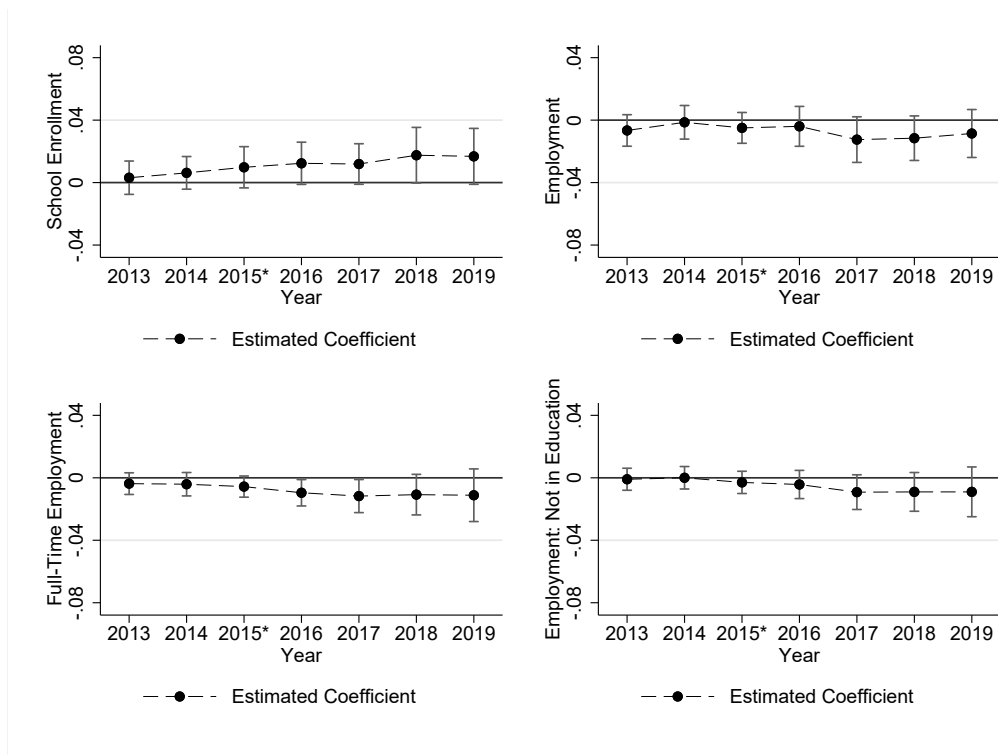 School Enrollment
.08
.04
0
-.04
2013 2014 2015* 2016 2017 2018 2019
Year
Estimated Coefficient
Employment
.04
0
-.04
-.08
2013 2014 2015* 2016 2017 2018 2019
Year
Estimated Coefficient
Full-Time Employment
.04
0
-.04
-.08
2013 2014 2015* 2016 2017 2018 2019
Year
Estimated Coefficient
Employment: Not in Education
.04
0
-.04
-.08
2013 2014 2015* 2016 2017 2018 2019
Year
Estimated Coefficient